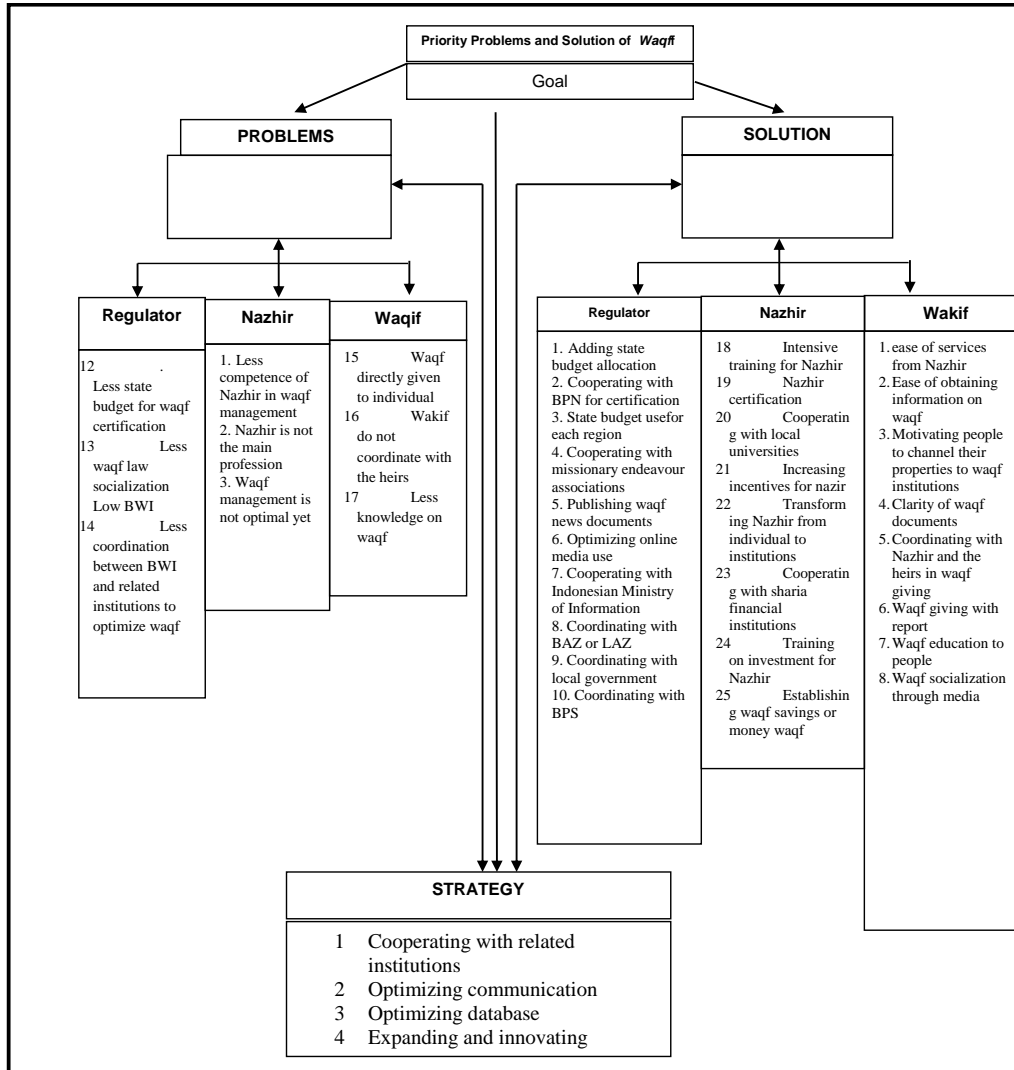 Priority Problems and Solution of Waqff
Goal
PROBLEMS
SOLUTION
Regulator
12 .
Less state
budget for waqf
certification
13 Less
waqf law
socialization
Low BWI
14 Less
coordination
between BWI
and related
institutions to
optimize waqf
Nazhir
1. Less
competence of
Nazhir in waqf
management
2. Nazhir is not
the main
profession
3. Waqf
management is
not optimal yet
Waqif
15 Waqf
directly given
to individual
16 Wakif
do not
coordinate with
the heirs
17 Less
knowledge on
waqf
Regulator
1. Adding state
budget allocation
2. Cooperating with
BPN for certification
3. State budget usefor
each region
4. Cooperating with
missionary endeavour
associations
5. Publishing waqf
news documents
6. Optimizing online
media use
7. Cooperating with
Indonesian Ministry
of Information
8. Coordinating with
BAZ or LAZ
9. Coordinating with
local government
10. Coordinating with
BPS
Nazhir
18 Intensive
training for Nazhir
19 Nazhir
certification
20 Cooperatin
g with local
universities
21 Increasing
incentives for nazir
22 Transform
ing Nazhir from
individual to
institutions
23 Cooperatin
g with sharia
financial
institutions
24 Training
on investment for
Nazhir
25 Establishin
g waqf savings or
money waqf
Wakif
1. ease of services
from Nazhir
2. Ease of obtaining
information on
waqf
3. Motivating people
to channel their
properties to waqf
institutions
4. Clarity of waqf
documents
5. Coordinating with
Nazhir and the
heirs in waqf
giving
6. Waqf giving with
report
7. Waqf education to
people
8. Waqf socialization
through media
STRATEGY
1 Cooperating with related
institutions
2 Optimizing communication
3 Optimizing database
4 Expanding and innovating